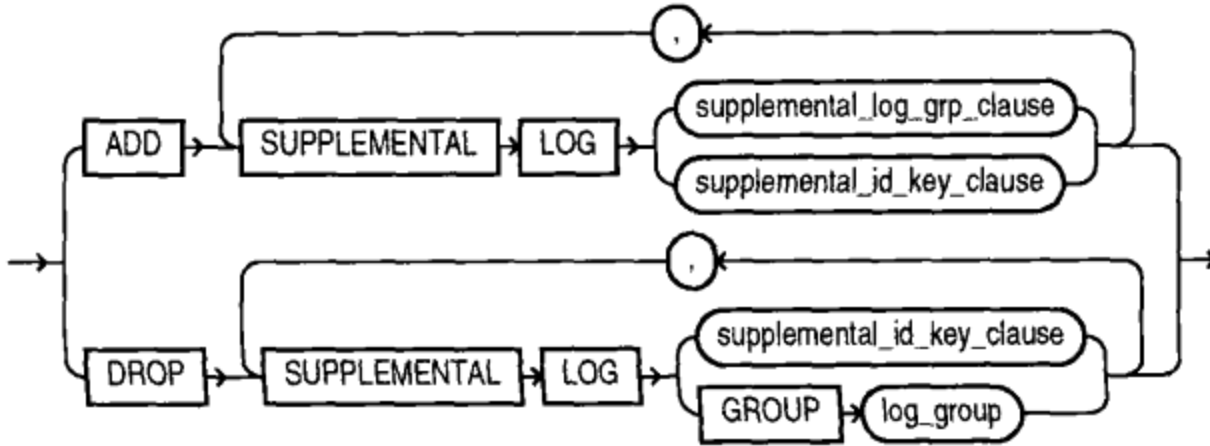 ,
supplemental_log_grp_clause
ADD SUPPLEMENTAL LOG
supplemental_id_key_clause
,
supplemental_id_key_clause
DROP SUPPLEMENTAL LOG
GROUP log_group